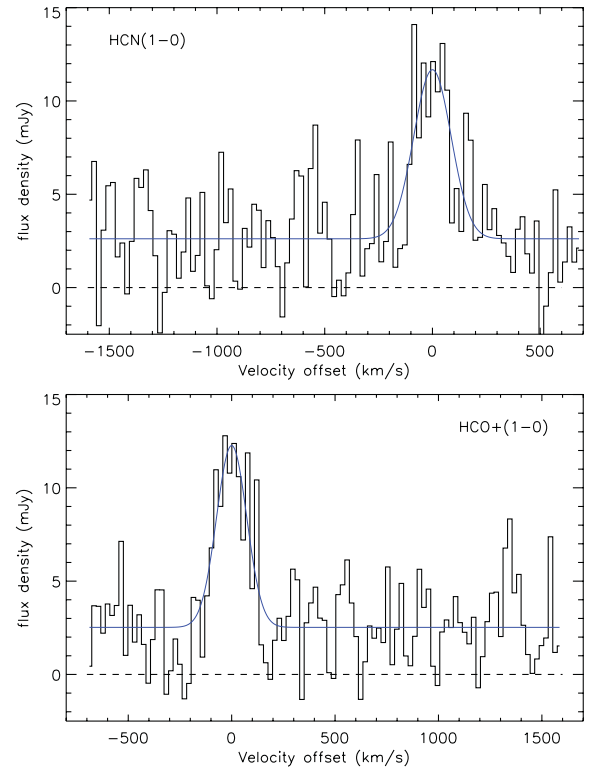 15
HCN(1−0)
10
5
0
flux density (mJy)
−1500 −1000 −500 0 500
Velocity offset (km/s)
15
HCO+(1−0)
10
5
0
flux density (mJy)
−500 0 500 1000 1500
Velocity offset (km/s)